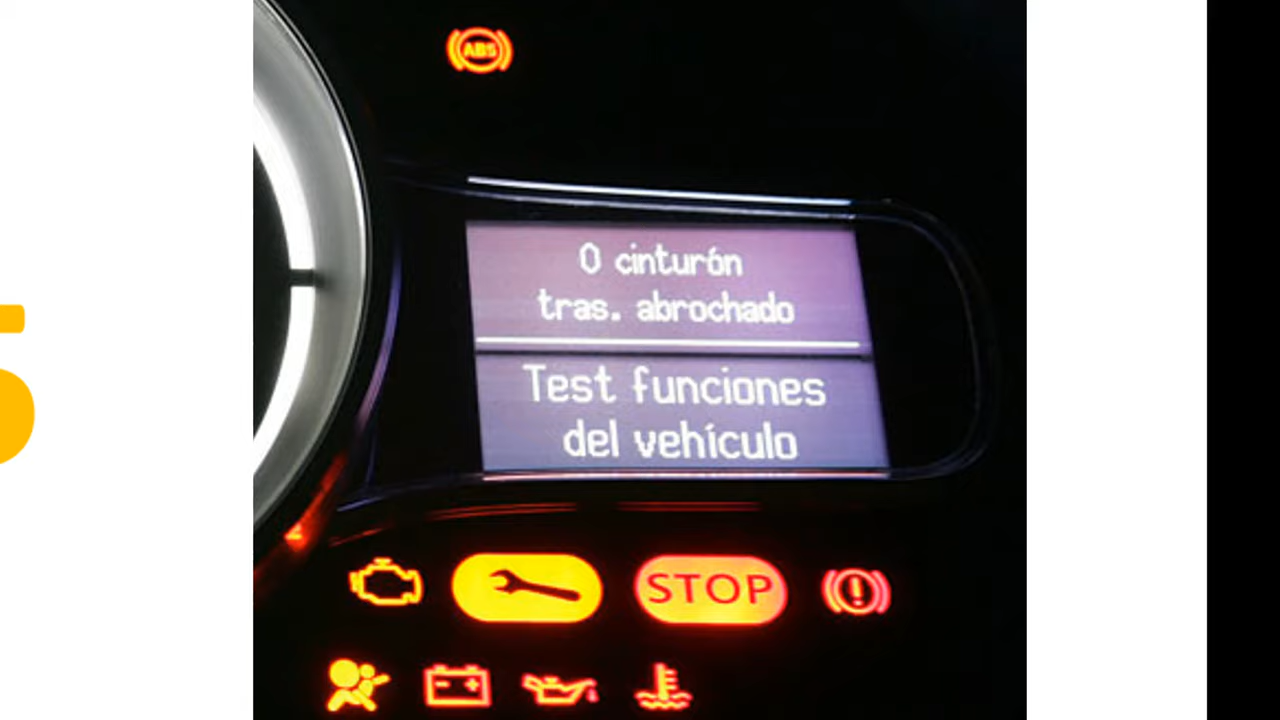 ABS
0 cinturón
tras. abrochado
Test funciones
del vehículo
STOP